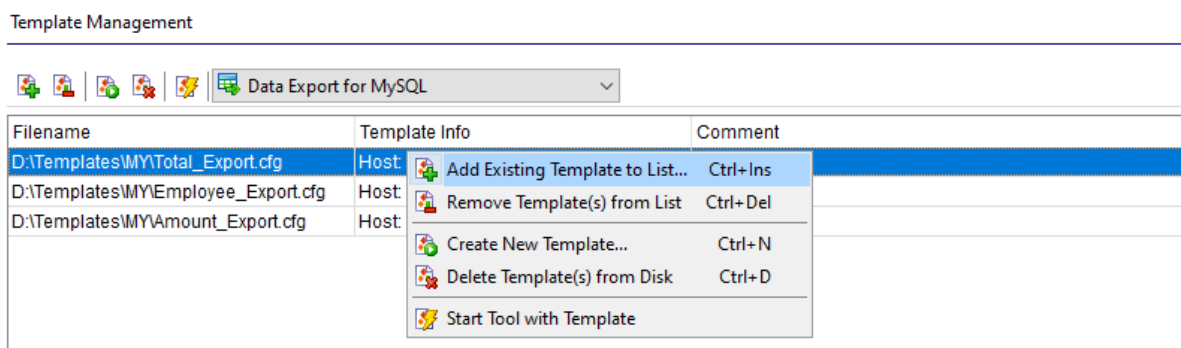 Template Management
Data Export for MySQL
Filename Template Info Comment
D:\Templates\MY\Total_Export.cfg Host:
D:\Templates\MY\Employee_Export.cfg Host:
D:\Templates\MY\Amount_Export.cfg Host:
Add Existing Template to List... Ctrl+Ins
Remove Template(s) from List Ctrl+Del
Create New Template... Ctrl+N
Delete Template(s) from Disk Ctrl+D
Start Tool with Template